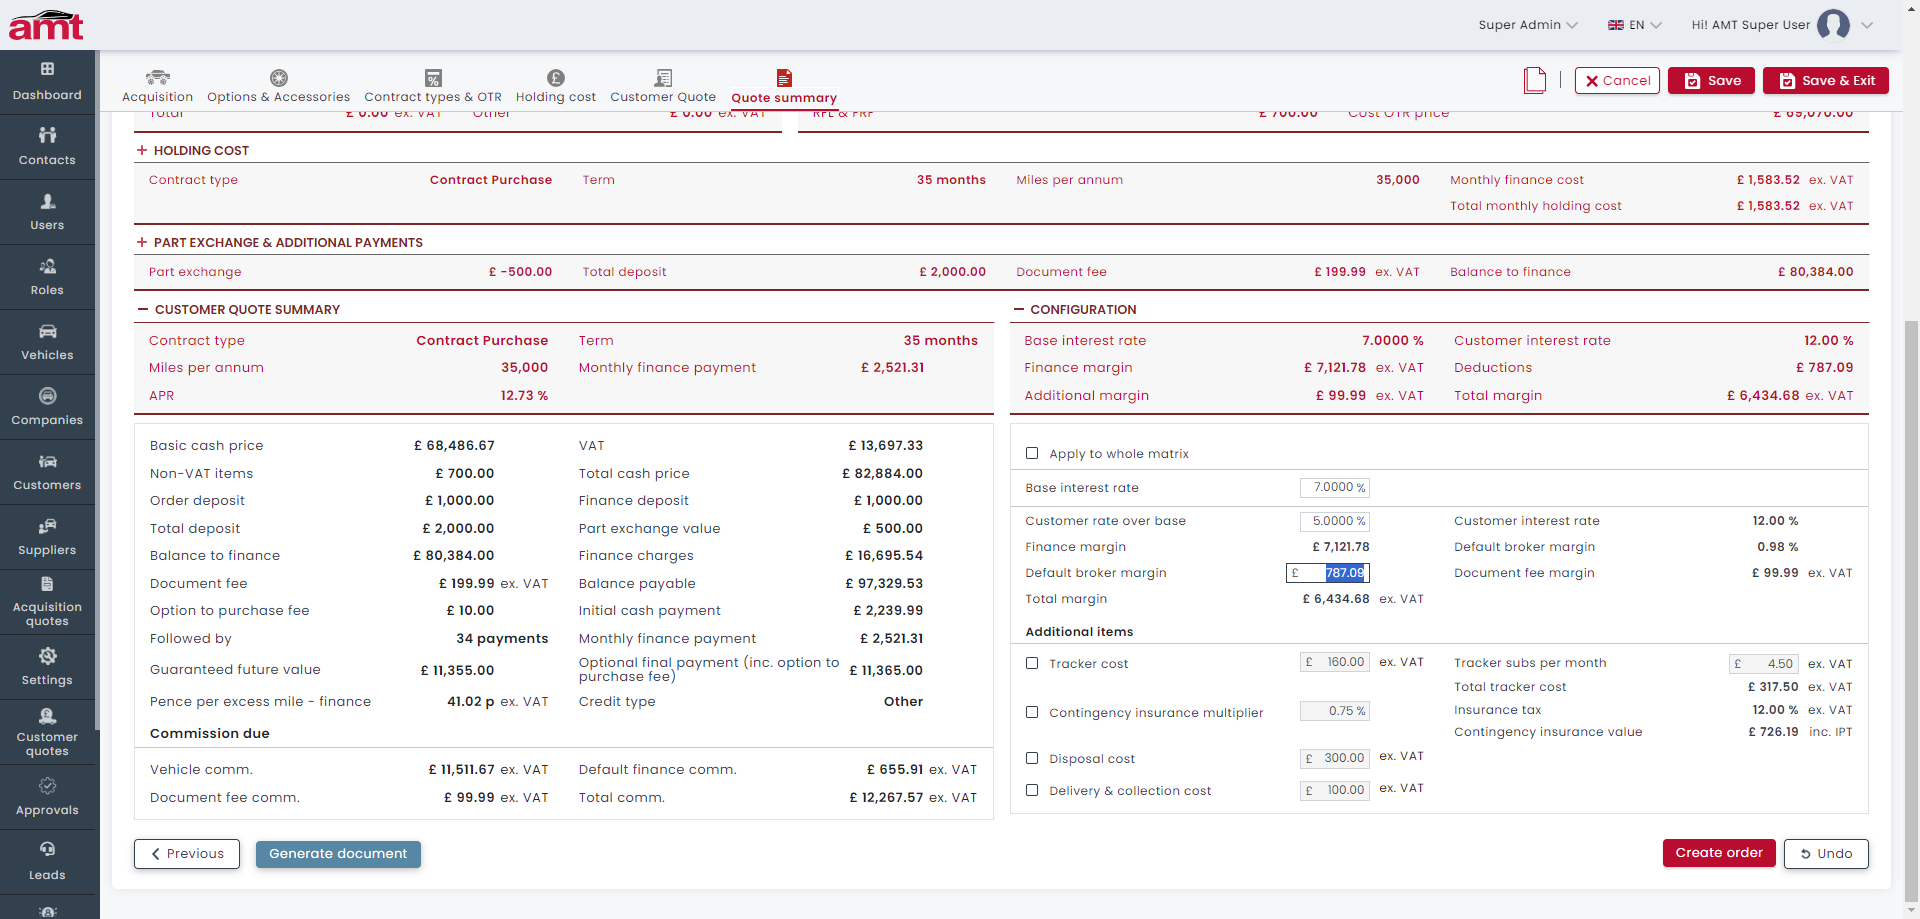 amt
Super Admin
EN
Hi! AMT Super User
Dashboard
Contacts
Users
Roles
Vehicles
Companies
Customers
Suppliers
Acquisition
quotes
Settings
Customer
quotes
Approvals
Leads
Acquisition
Options & Accessories
Contract types & OTR
Holding cost
Customer Quote
Quote summary
Cancel
Save
Save & Exit
Total £ 0.00 ex. VAT Other £ 0.00 ex. VAT
RFL & FRF £ 700.00 Cost OTR price £ 69,070.00
+ HOLDING COST
Contract type Contract Purchase Term 35 months Miles per annum 35,000 Monthly finance cost £ 1,583.52 ex. VAT
Total monthly holding cost £ 1,583.52 ex. VAT
+ PART EXCHANGE & ADDITIONAL PAYMENTS
Part exchange £ -500.00 Total deposit £ 2,000.00 Document fee £ 199.99 ex. VAT Balance to finance £ 80,384.00
− CUSTOMER QUOTE SUMMARY
Contract type Contract Purchase Term 35 months
Miles per annum 35,000 Monthly finance payment £ 2,521.31
APR 12.73 %
Basic cash price £ 68,486.67 VAT £ 13,697.33
Non-VAT items £ 700.00 Total cash price £ 82,884.00
Order deposit £ 1,000.00 Finance deposit £ 1,000.00
Total deposit £ 2,000.00 Part exchange value £ 500.00
Balance to finance £ 80,384.00 Finance charges £ 16,695.54
Document fee £ 199.99 ex. VAT Balance payable £ 97,329.53
Option to purchase fee £ 10.00 Initial cash payment £ 2,239.99
Followed by 34 payments Monthly finance payment £ 2,521.31
Guaranteed future value £ 11,355.00 Optional final payment (inc. option to
purchase fee) £ 11,365.00
Pence per excess mile - finance 41.02 p ex. VAT Credit type Other
Commission due
Vehicle comm. £ 11,511.67 ex. VAT Default finance comm. £ 655.91 ex. VAT
Document fee comm. £ 99.99 ex. VAT Total comm. £ 12,267.57 ex. VAT
− CONFIGURATION
Base interest rate 7.0000 % Customer interest rate 12.00 %
Finance margin £ 7,121.78 ex. VAT Deductions £ 787.09
Additional margin £ 99.99 ex. VAT Total margin £ 6,434.68 ex. VAT
Apply to whole matrix
Base interest rate 7.0000 %
Customer rate over base 5.0000 % Customer interest rate 12.00 %
Finance margin £ 7,121.78 Default broker margin 0.98 %
Default broker margin £ 787.09 Document fee margin £ 99.99 ex. VAT
Total margin £ 6,434.68 ex. VAT
Additional items
Tracker cost £ 160.00 ex. VAT Tracker subs per month £ 4.50 ex. VAT
Total tracker cost £ 317.50 ex. VAT
Contingency insurance multiplier 0.75 % Insurance tax 12.00 % ex. VAT
Contingency insurance value £ 726.19 inc. IPT
Disposal cost £ 300.00 ex. VAT
Delivery & collection cost £ 100.00 ex. VAT
Previous
Generate document
Create order
Undo